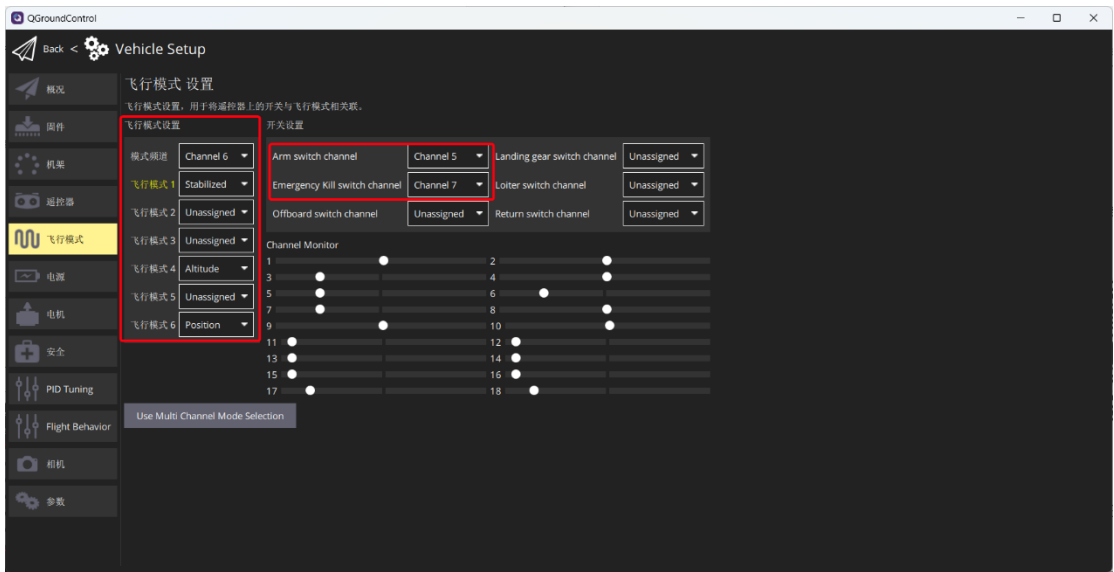 QGroundControl
Back < Vehicle Setup
概况
固件
机架
遥控器
飞行模式
电源
电机
安全
PID Tuning
Flight Behavior
相机
参数
飞行模式 设置
飞行模式设置，用于将遥控器上的开关与飞行模式相关联。
飞行模式设置
模式频道 Channel 6
飞行模式 1 Stabilized
飞行模式 2 Unassigned
飞行模式 3 Unassigned
飞行模式 4 Altitude
飞行模式 5 Unassigned
飞行模式 6 Position
开关设置
Arm switch channel Channel 5 Landing gear switch channel Unassigned
Emergency Kill switch channel Channel 7 Loiter switch channel Unassigned
Offboard switch channel Unassigned Return switch channel Unassigned
Channel Monitor
1 2
3 4
5 6
7 8
9 10
11 12
13 14
15 16
17 18
Use Multi Channel Mode Selection